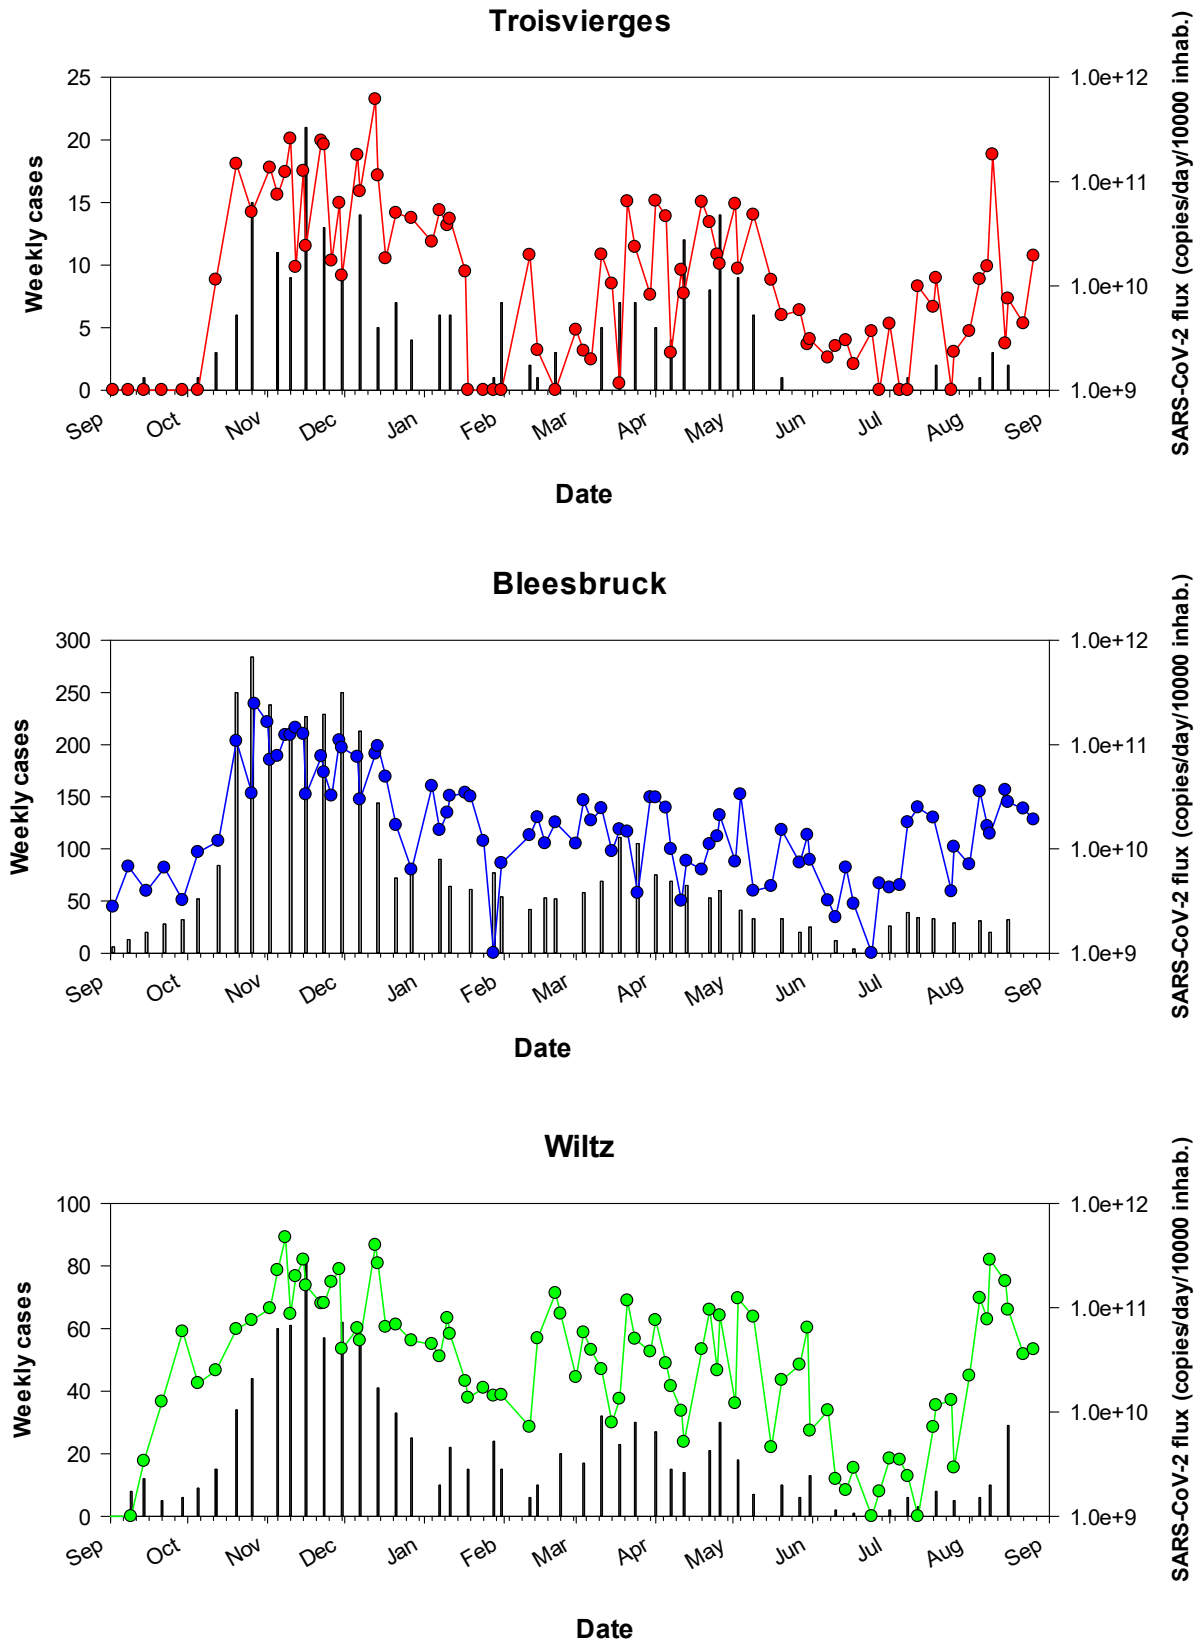 Troisvierges
SARS-CoV-2 flux (copies/day/10000 inhab.)
Weekly cases
25
20
15
10
5
0
1.0e+12
1.0e+11
1.0e+10
1.0e+9
Sep Oct Nov Dec Jan Feb Mar Apr May Jun Jul Aug Sep
Date
Bleesbruck
SARS-CoV-2 flux (copies/day/10000 inhab.)
Weekly cases
300
250
200
150
100
50
0
1.0e+12
1.0e+11
1.0e+10
1.0e+9
Sep Oct Nov Dec Jan Feb Mar Apr May Jun Jul Aug Sep
Date
Wiltz
SARS-CoV-2 flux (copies/day/10000 inhab.)
Weekly cases
100
80
60
40
20
0
1.0e+12
1.0e+11
1.0e+10
1.0e+9
Sep Oct Nov Dec Jan Feb Mar Apr May Jun Jul Aug Sep
Date